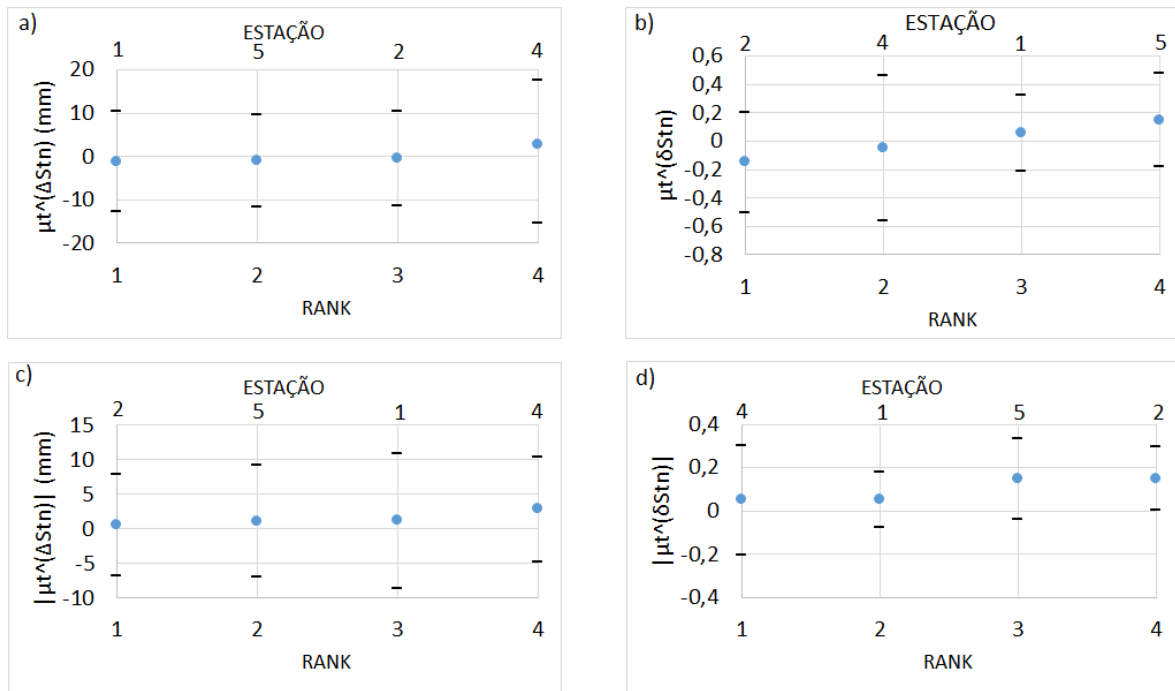 a)
ESTAÇÃO
1 5 2 4
20
10
0
-10
-20
µt^(ΔStn) (mm)
1 2 3 4
RANK
b)
ESTAÇÃO
2 4 1 5
0,6
0,4
0,2
0
-0,2
-0,4
-0,6
-0,8
µt^(δStn)
1 2 3 4
RANK
c)
ESTAÇÃO
2 5 1 4
15
10
5
0
-5
-10
|µt^(ΔStn)| (mm)
1 2 3 4
RANK
d)
ESTAÇÃO
4 1 5 2
0,4
0,2
0
-0,2
-0,4
|µt^(δStn)|
1 2 3 4
RANK